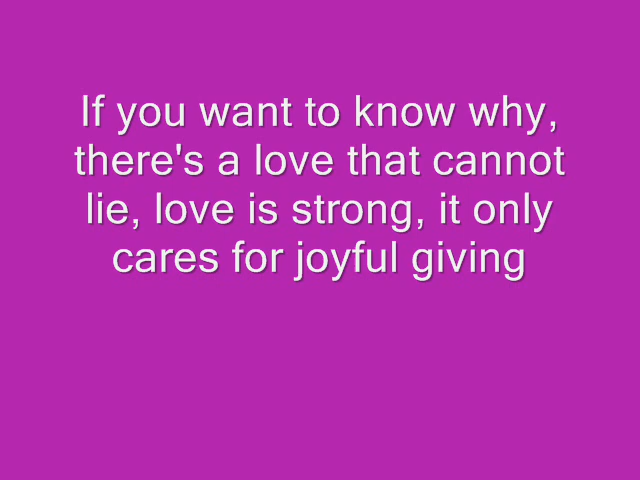 If you want to know why,
there's a love that cannot
lie, love is strong, it only
cares for joyful giving